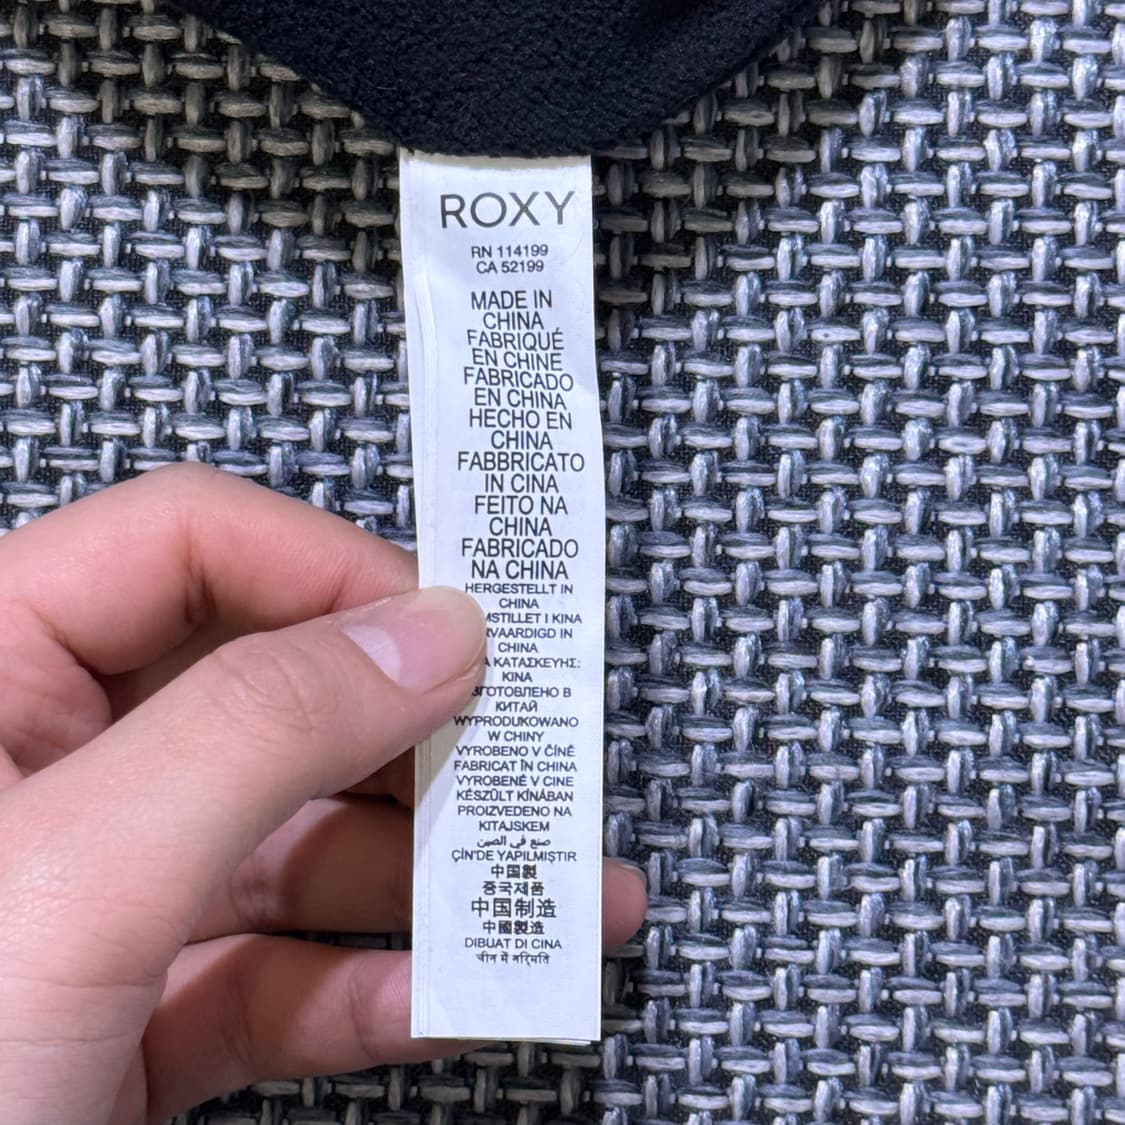 ROXY
RN 114199
CA 52199
MADE IN
CHINA
FABRIQUÉ
EN CHINE
FABRICADO
EN CHINA
HECHO EN
CHINA
FABBRICATO
IN CINA
FEITO NA
CHINA
FABRICADO
NA CHINA
HERGESTELLT IN
CHINA
I KINA
IN
CHINA
ΚΑΤΑΣΚΕΥΗΣ:
ΚΙΝΑ
В
КИТАЙ
WYPRODUKOWANO
W CHINY
VYROBENO V ČÍNĚ
FABRICAT ÎN CHINA
VYROBENÉ V CINE
KÉSZÜLT KÍNÁBAN
PROIZVEDENO NA
KITAJSKEM
صنع في الصين
ÇİN'DE YAPILMIŞTIR
中国製
중국제품
中国制造
中國製造
DIBUAT DI CINA
चीन में